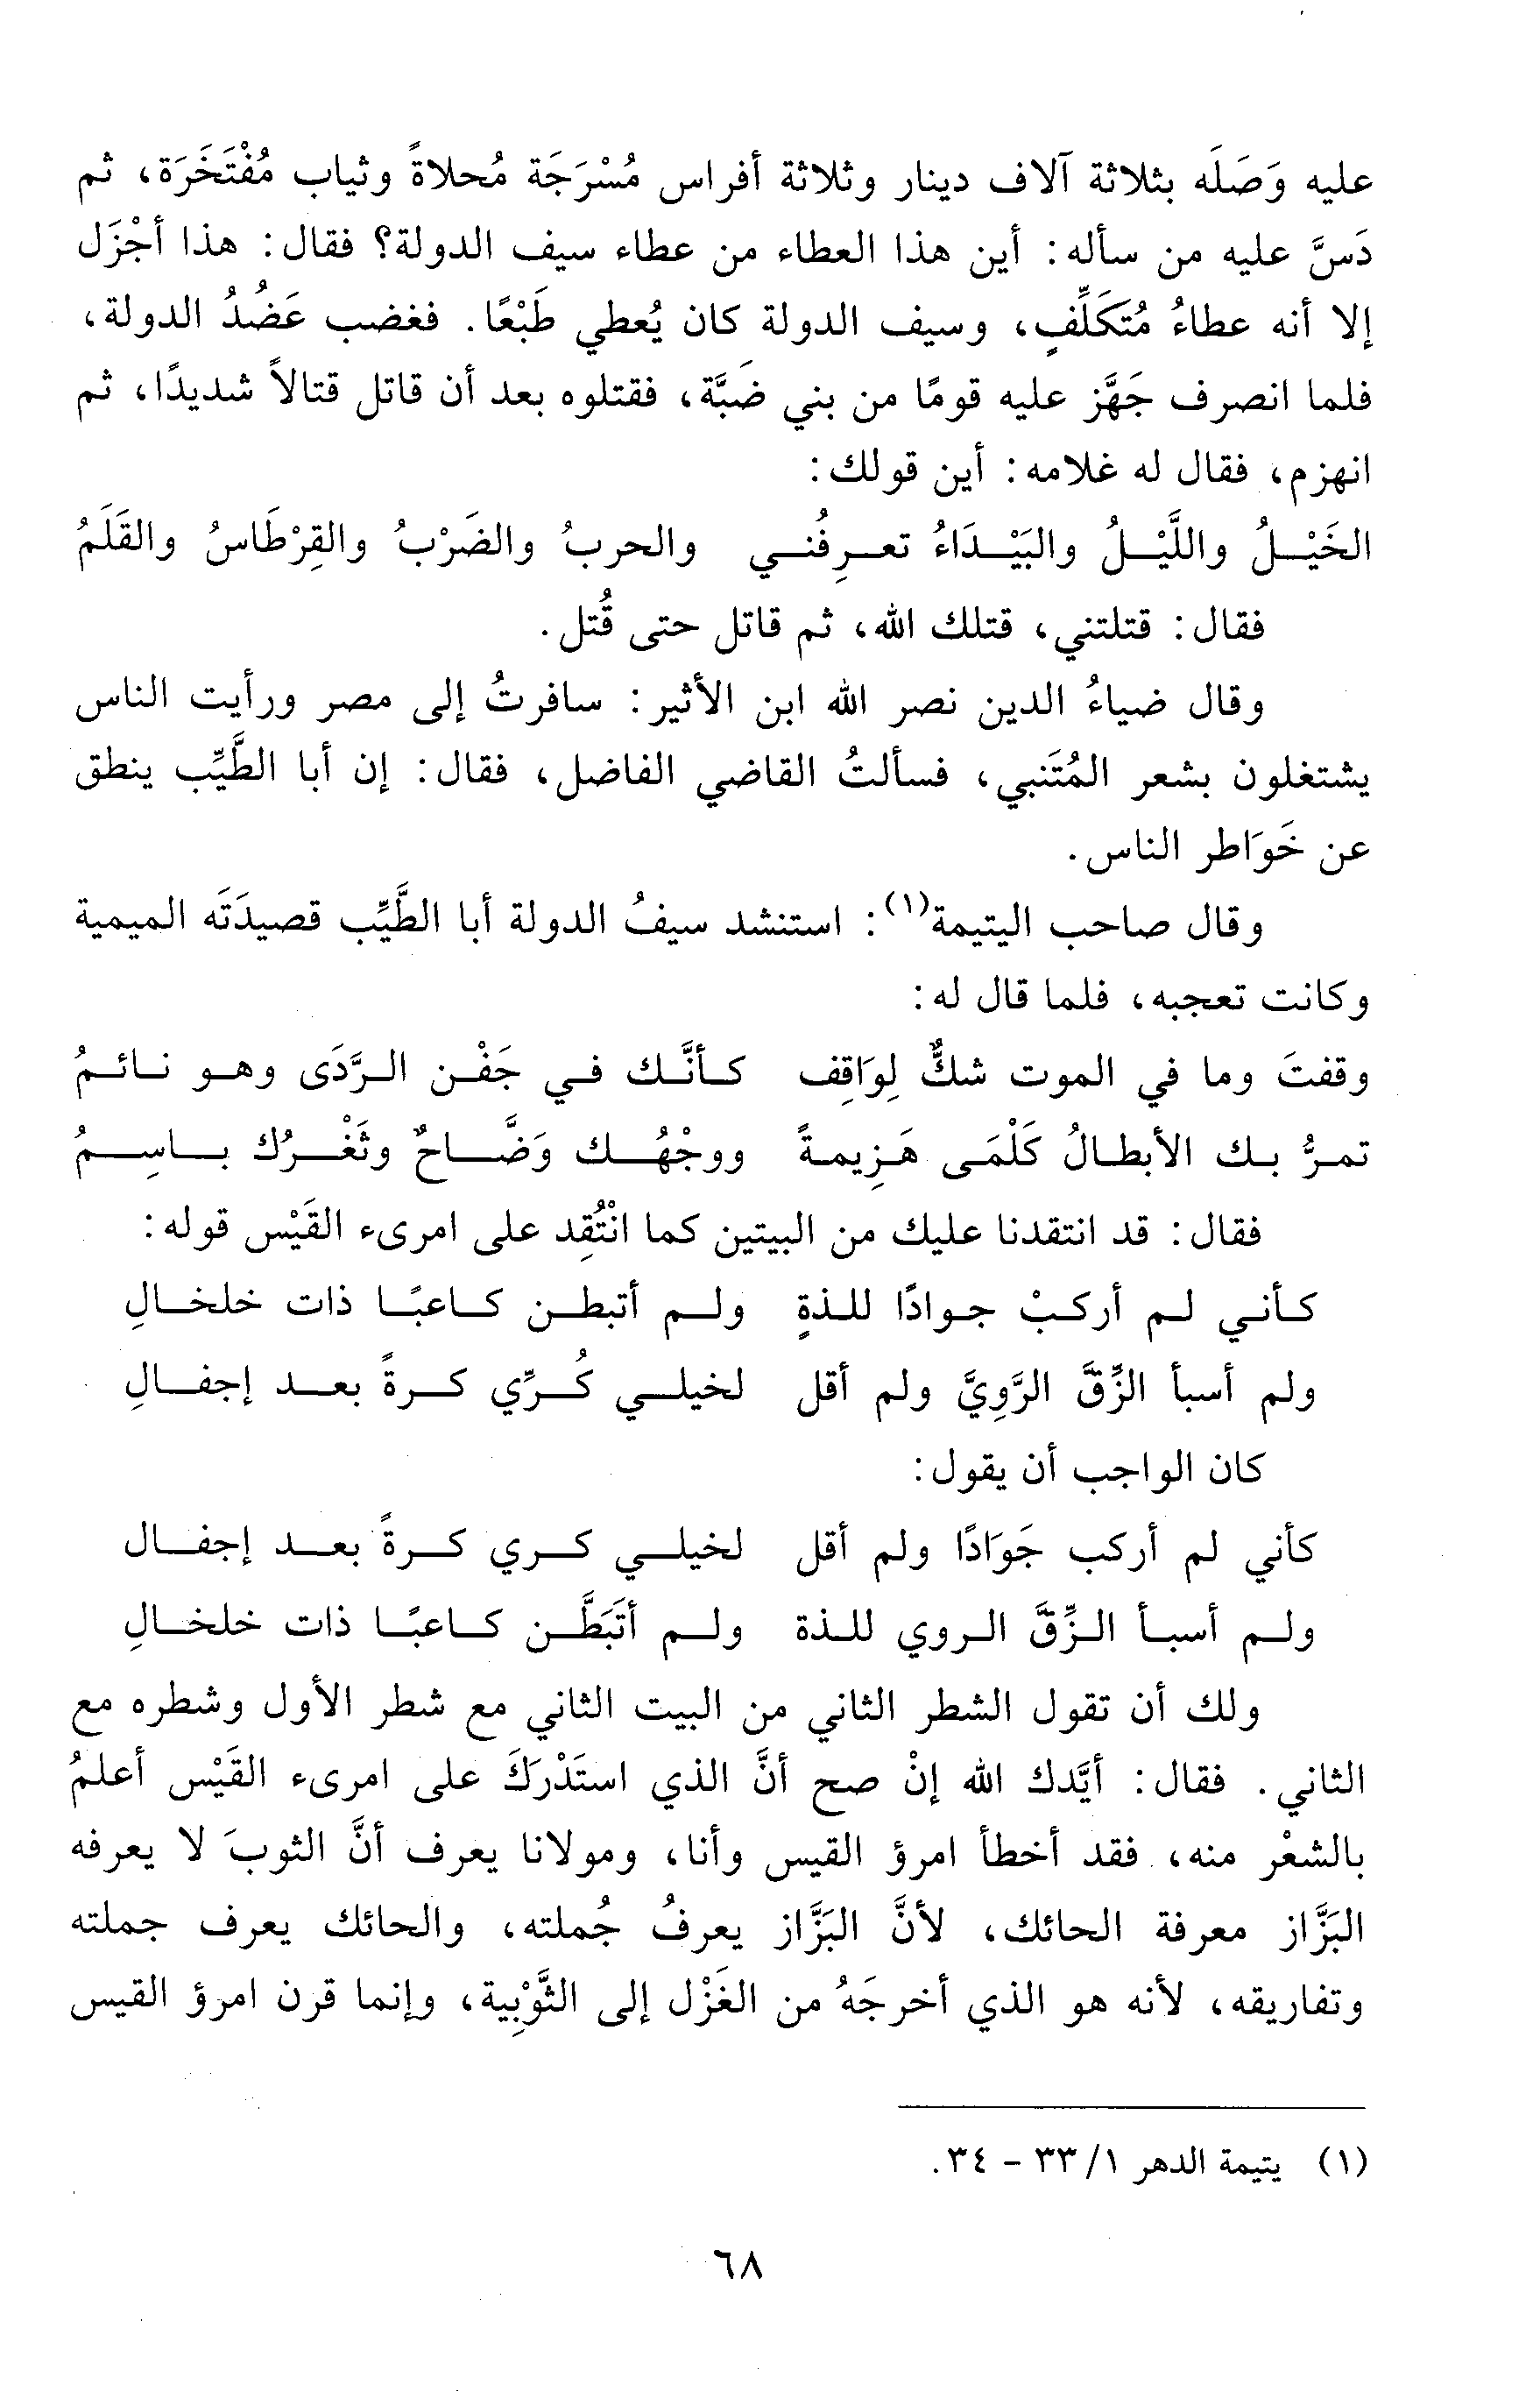 عليه وَصَلَه بثلاثة آلاف دينار وثلاثة أفراس مُسْرَجَة مُحلاةً وثياب مُفْتَخَرَة، ثم
دَسَّ عليه من سأله: أين هذا العطاء من عطاء سيف الدولة؟ فقال: هذا أجْزَل
إلا أنه عطاءُ مُتَكَلِّفٍ، وسيف الدولة كان يُعطي طَبْعًا. فغضب عَضُدُ الدولة،
فلما انصرف جَهَّز عليه قومًا من بني ضَبَّة، فقتلوه بعد أن قاتل قتالاً شديدًا، ثم
انهزم، فقال له غلامه: أين قولك:
الخَيْـلُ واللَّيْـلُ والبَيْـدَاءُ تعـرِفُنـي والحربُ والضَرْبُ والقِرْطَاسُ والقَلَمُ
فقال: قتلتني، قتلك الله، ثم قاتل حتى قُتل.
وقال ضياءُ الدين نصر الله ابن الأثير: سافرتُ إلى مصر ورأيت الناس
يشتغلون بشعر المُتَنبي، فسألتُ القاضي الفاضل، فقال: إن أبا الطَّيِّب ينطق
عن خَوَاطر الناس.
وقال صاحب اليتيمة(١): استنشد سيفُ الدولة أبا الطَّيِّب قصيدَتَه الميمية
وكانت تعجبه، فلما قال له:
وقفتَ وما في الموت شكٌّ لِوَاقِف كـأنَّـك فـي جَفْـن الـرَّدَى وهـو نـائـمُ
تمـرُّ بـك الأبطـالُ كَلْمَـى هَـزِيمـةً ووجْهُـك وَضَّـاحٌ وثَغْـرُك بـاسِـمُ
فقال: قد انتقدنا عليك من البيتين كما انْتُقِد على امرىء القَيْس قوله:
كـأنـي لـم أركـبْ جـوادًا للـذةٍ ولـم أتبطـن كـاعبًـا ذات خلخـالِ
ولم أسبأ الزِّقَّ الرَّوِيَّ ولم أقل لخيلـي كُـرِّي كـرةً بعـد إجفـالِ
كان الواجب أن يقول:
كأني لم أركب جَوَادًا ولم أقل لخيلـي كـري كـرةً بعـد إجفـال
ولـم أسبـأ الـزِّقَّ الـروي للـذة ولـم أتَبَطَّـن كـاعبًـا ذات خلخـالِ
ولك أن تقول الشطر الثاني من البيت الثاني مع شطر الأول وشطره مع
الثاني. فقال: أيَّدك الله إنْ صح أنَّ الذي استَدْرَكَ على امرىء القَيْس أعلمُ
بالشعْر منه، فقد أخطأ امرؤ القيس وأنا، ومولانا يعرف أنَّ الثوبَ لا يعرفه
البَزَّاز معرفة الحائك، لأنَّ البَزَّاز يعرفُ جُملته، والحائك يعرف جملته
وتفاريقه، لأنه هو الذي أخرجَهُ من الغَزْل إلى الثَّوْبِية، وإنما قرن امرؤ القيس
(١) يتيمة الدهر ١/ ٣٣ - ٣٤.
٦٨